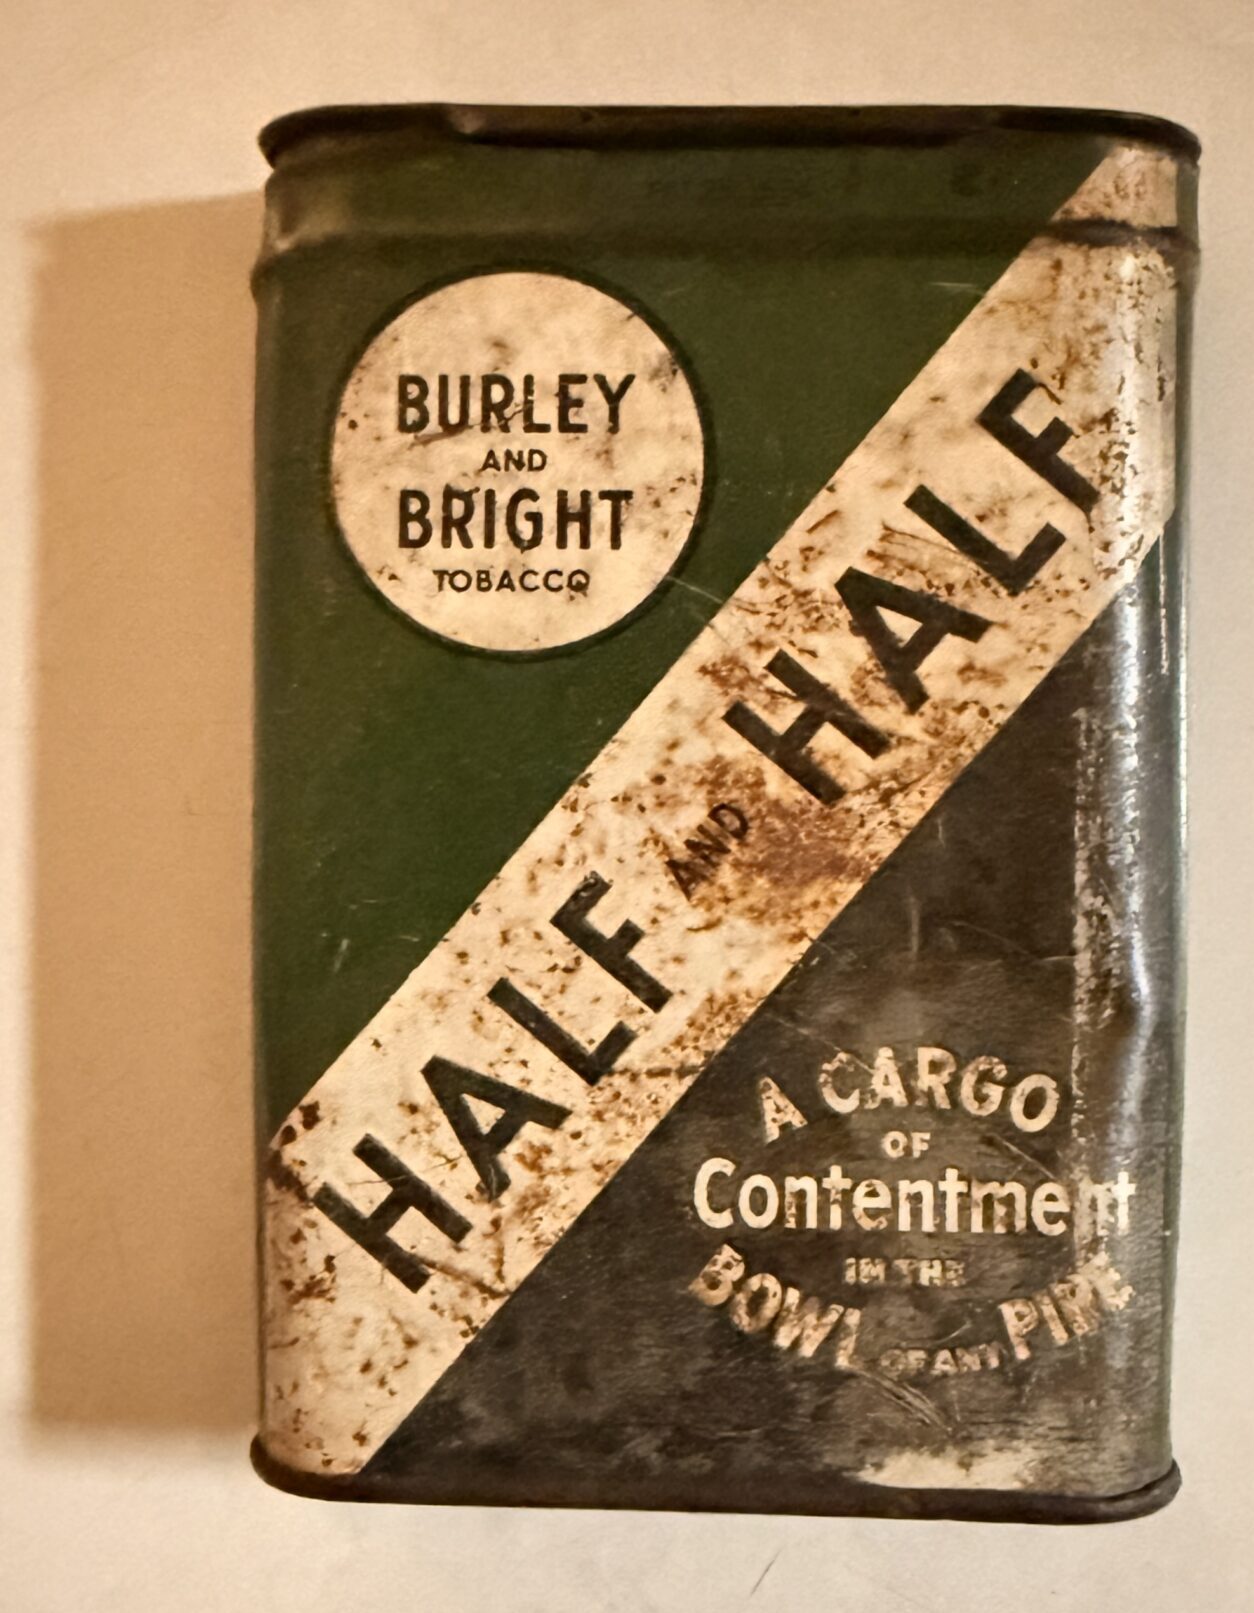 BURLEY
AND
BRIGHT
TOBACCO
HALF AND HALF
A CARGO
OF
Contentment
IN THE
BOWL OF ANY PIPE